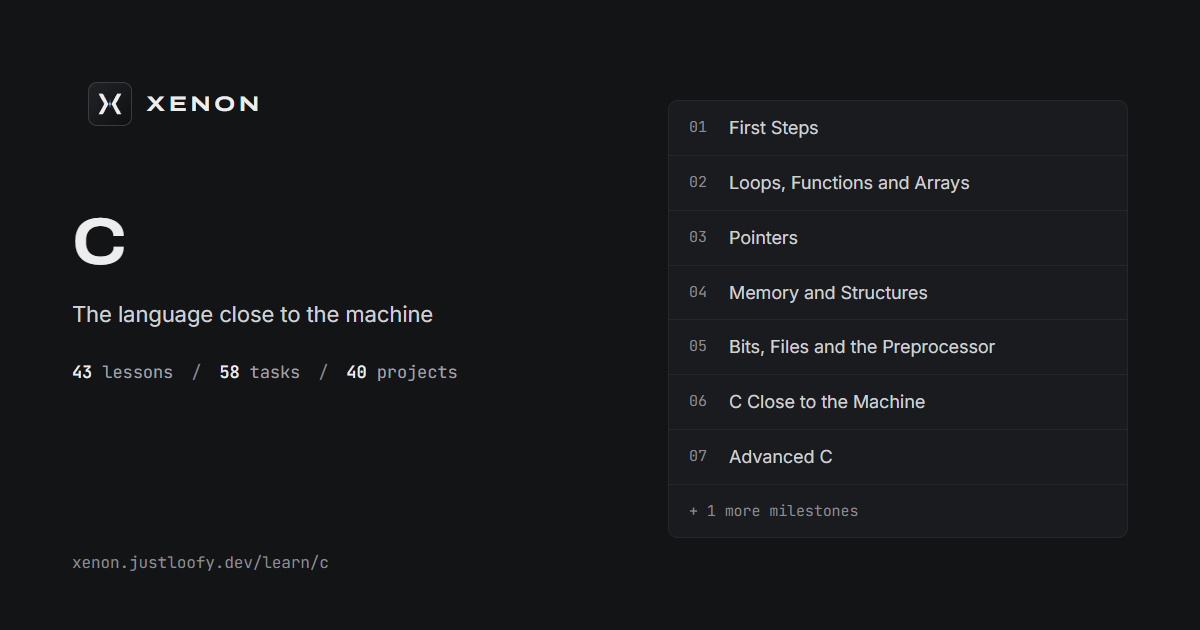 XENON
C
The language close to the machine
43 lessons / 58 tasks / 40 projects
xenon.justloofy.dev/learn/c
01 First Steps
02 Loops, Functions and Arrays
03 Pointers
04 Memory and Structures
05 Bits, Files and the Preprocessor
06 C Close to the Machine
07 Advanced C
+ 1 more milestones